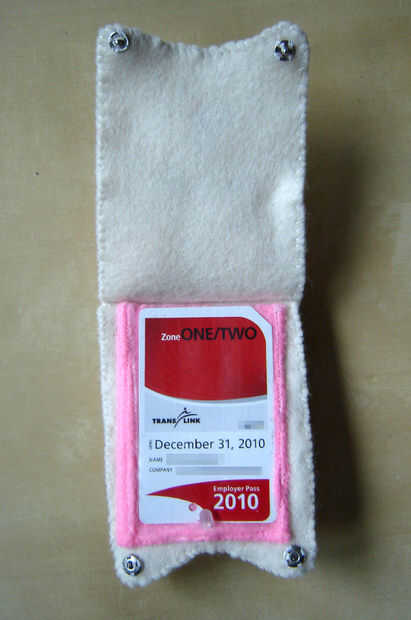 Zone ONE/TWO
TRANS LINK
December 31, 2010
NAME
COMPANY
Employer Pass
2010